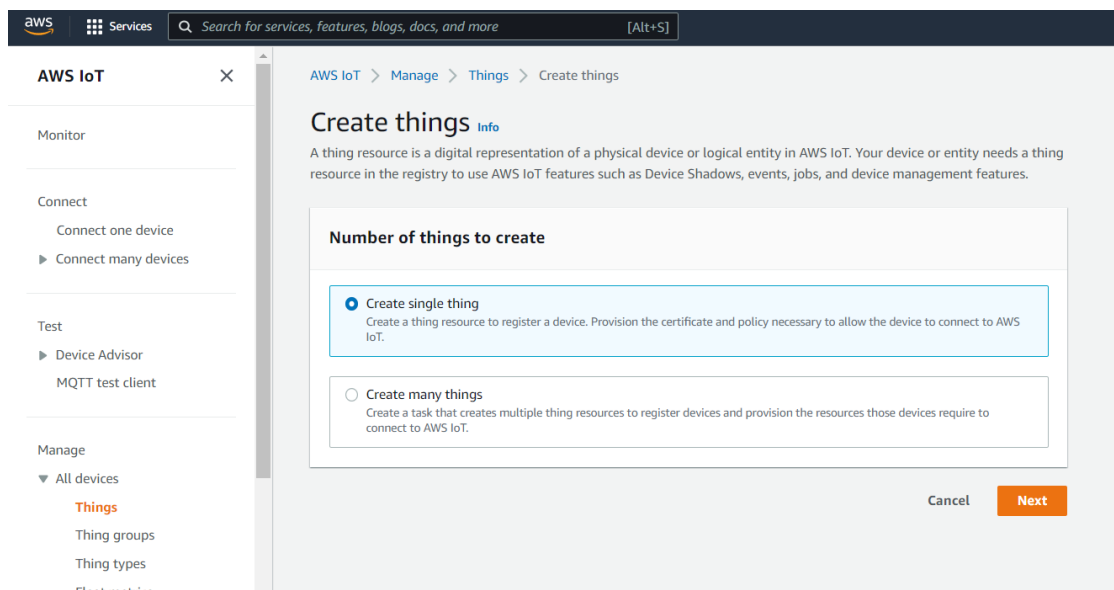 aws
Services
Search for services, features, blogs, docs, and more
[Alt+S]
AWS IoT
Monitor
Connect
Connect one device
Connect many devices
Test
Device Advisor
MQTT test client
Manage
All devices
Things
Thing groups
Thing types
AWS IoT > Manage > Things > Create things
Create things Info
A thing resource is a digital representation of a physical device or logical entity in AWS IoT. Your device or entity needs a thing
resource in the registry to use AWS IoT features such as Device Shadows, events, jobs, and device management features.
Number of things to create
Create single thing
Create a thing resource to register a device. Provision the certificate and policy necessary to allow the device to connect to AWS
IoT.
Create many things
Create a task that creates multiple thing resources to register devices and provision the resources those devices require to
connect to AWS IoT.
Cancel
Next